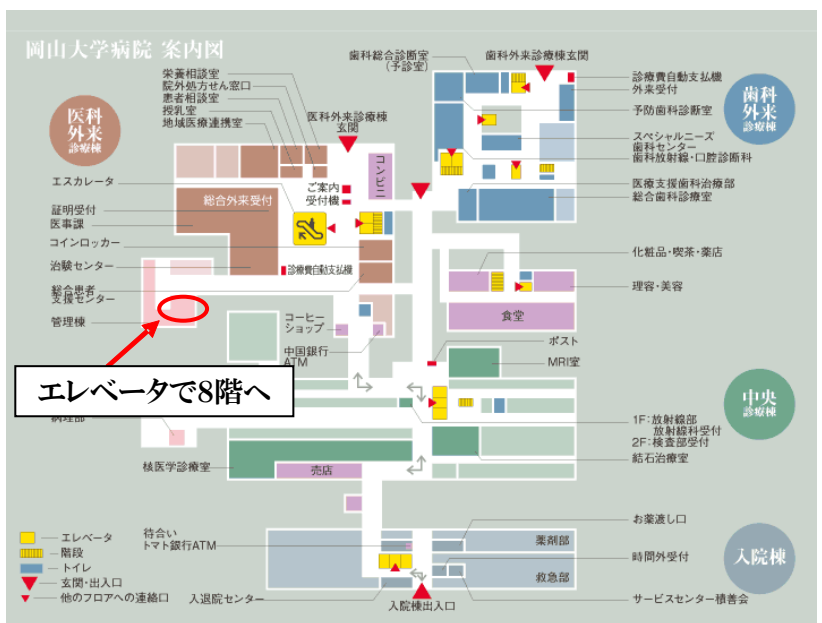 岡山大学病院 案内図
医科
外来
診療棟
栄養相談室
院外処方せん窓口
患者相談室
授乳室
地域医療連携室
医科外来診療棟
玄関
歯科総合診断室
(予診室)
歯科外来診療棟玄関
診療費自動支払機
外来受付
予防歯科診断室
スペシャルニーズ
歯科センター
歯科放射線・口腔診断科
医療支援歯科治療部
総合歯科診療室
歯科
外来
診療棟
エスカレータ
証明受付
医事課
コインロッカー
治験センター
総合患者
支援センター
管理棟
総合外来受付
ご案内
受付機
コンビニ
診療費自動支払機
コーヒー
ショップ
中国銀行
ATM
化粧品・喫茶・薬店
理容・美容
食堂
ポスト
MRI室
エレベータで8階へ
病理部
核医学診療室
売店
1F:放射線部
放射線科受付
2F:検査部受付
結石治療室
中央
診療棟
待合い
トマト銀行ATM
入退院センター
入院棟出入口
お薬渡し口
薬剤部
時間外受付
救急部
サービスセンター積善会
入院棟
エレベータ
階段
トイレ
玄関・出入口
他のフロアへの連絡口